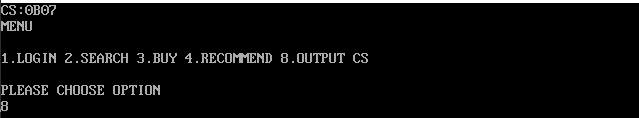 CS:0B07
MENU
1.LOGIN 2.SEARCH 3.BUY 4.RECOMMEND 8.OUTPUT CS
PLEASE CHOOSE OPTION
8